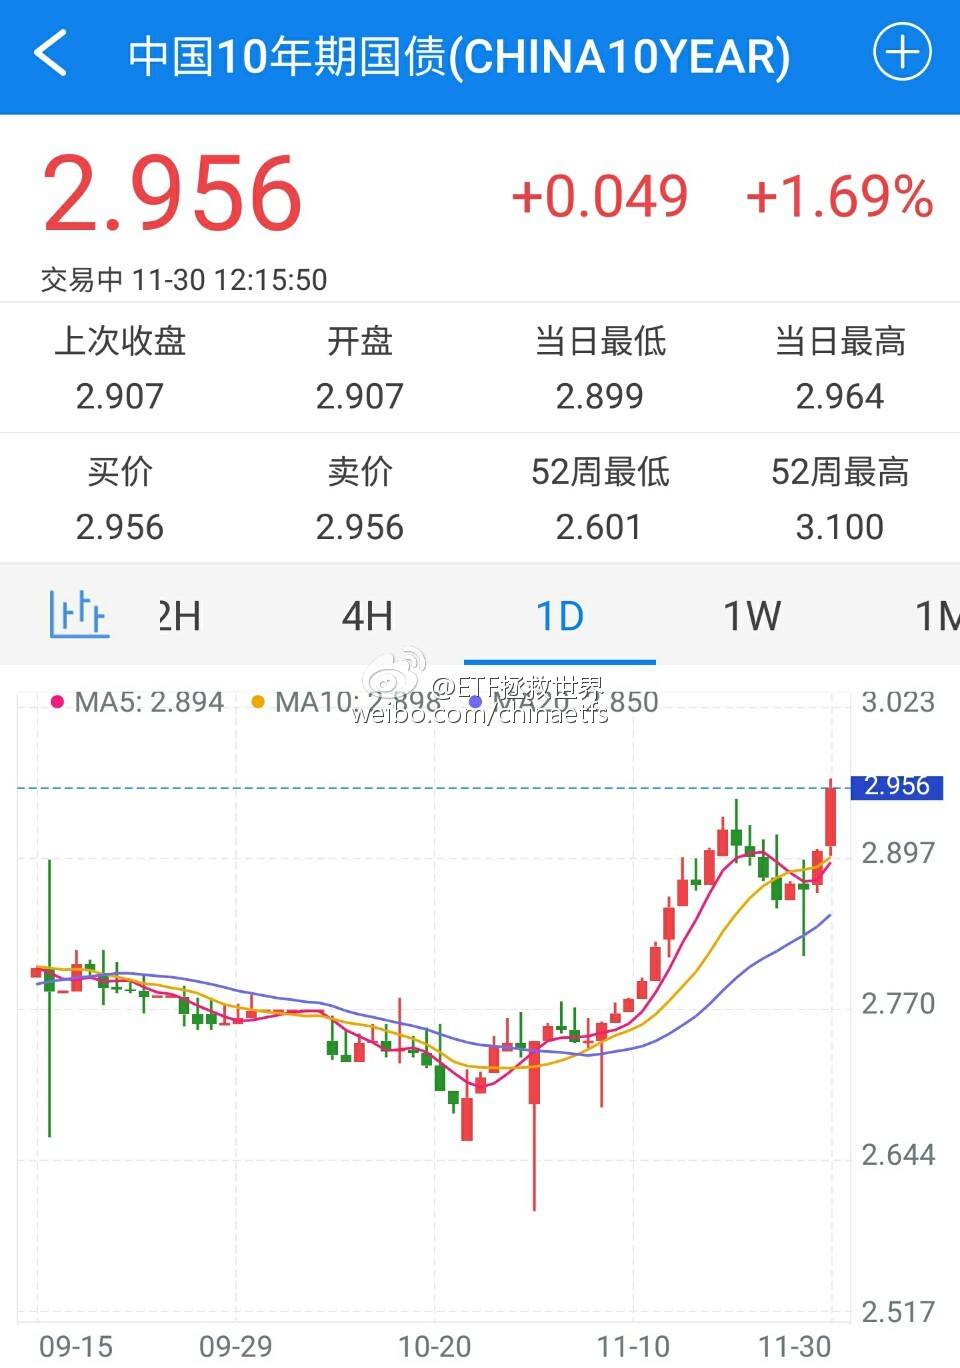 中国10年期国债(CHINA10YEAR)
2.956 +0.049 +1.69%
交易中 11-30 12:15:50
上次收盘 开盘 当日最低 当日最高
2.907 2.907 2.899 2.964
买价 卖价 52周最低 52周最高
2.956 2.956 2.601 3.100
2H 4H 1D 1W 1M
@ETF拯救世界
MA5: 2.894 MA10: 2.898 MA20: 2.850
weibo.com/chinaetfs
3.023
2.956
2.897
2.770
2.644
2.517
09-15 09-29 10-20 11-10 11-30